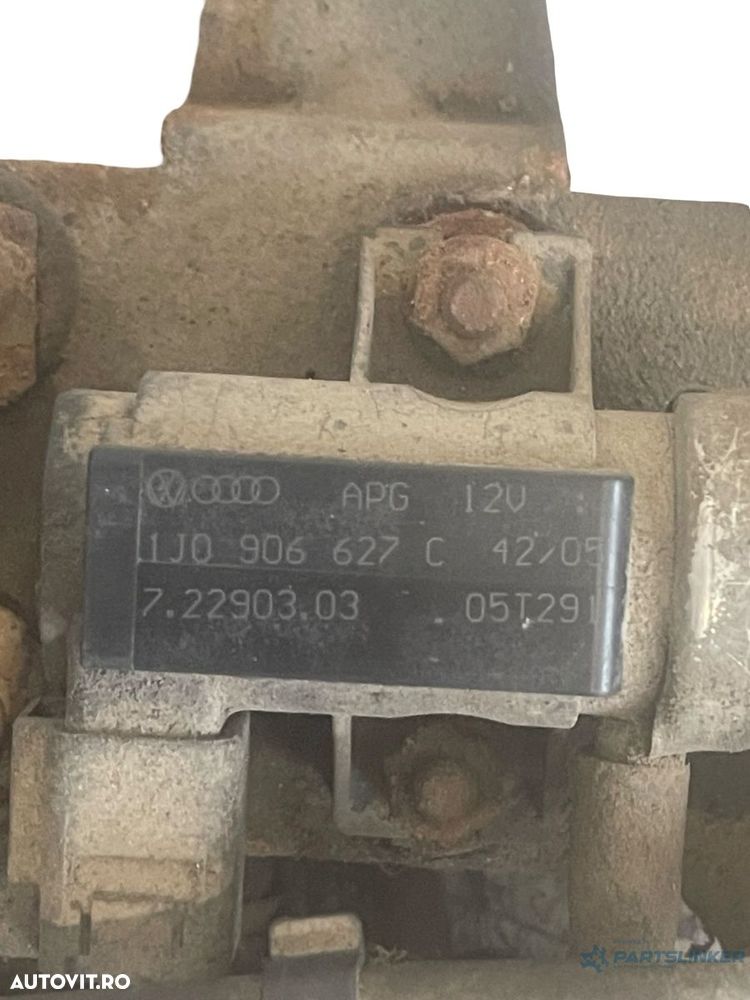 APG 12V
1J0 906 627 C 42/05
7.22903.03 05T291
PARTSLINKER
AUTOVIT.RO